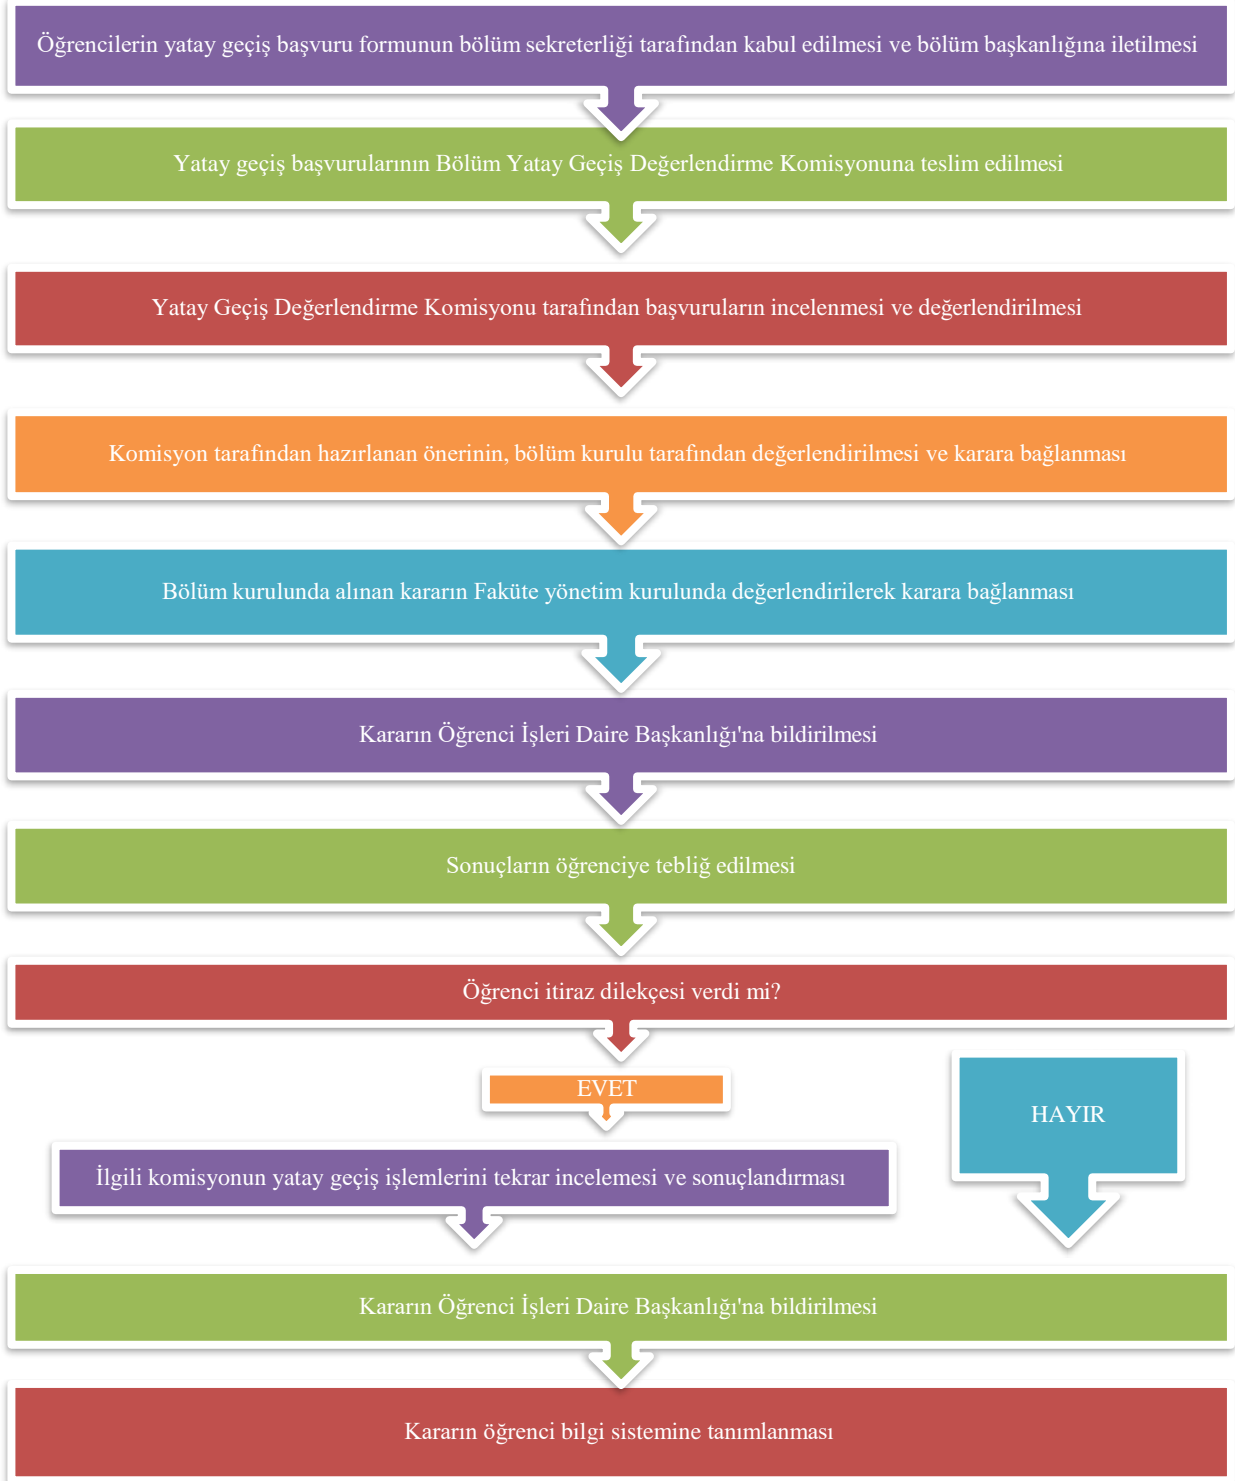 Öğrencilerin yatay geçiş başvuru formunun bölüm sekreterliği tarafından kabul edilmesi ve bölüm başkanlığına iletilmesi
Yatay geçiş başvurularının Bölüm Yatay Geçiş Değerlendirme Komisyonuna teslim edilmesi
Yatay Geçiş Değerlendirme Komisyonu tarafından başvuruların incelenmesi ve değerlendirilmesi
Komisyon tarafından hazırlanan önerinin, bölüm kurulu tarafından değerlendirilmesi ve karara bağlanması
Bölüm kurulunda alınan kararın Faküte yönetim kurulunda değerlendirilerek karara bağlanması
Kararın Öğrenci İşleri Daire Başkanlığı'na bildirilmesi
Sonuçların öğrenciye tebliğ edilmesi
Öğrenci itiraz dilekçesi verdi mi?
EVET
HAYIR
İlgili komisyonun yatay geçiş işlemlerini tekrar incelemesi ve sonuçlandırması
Kararın Öğrenci İşleri Daire Başkanlığı'na bildirilmesi
Kararın öğrenci bilgi sistemine tanımlanması